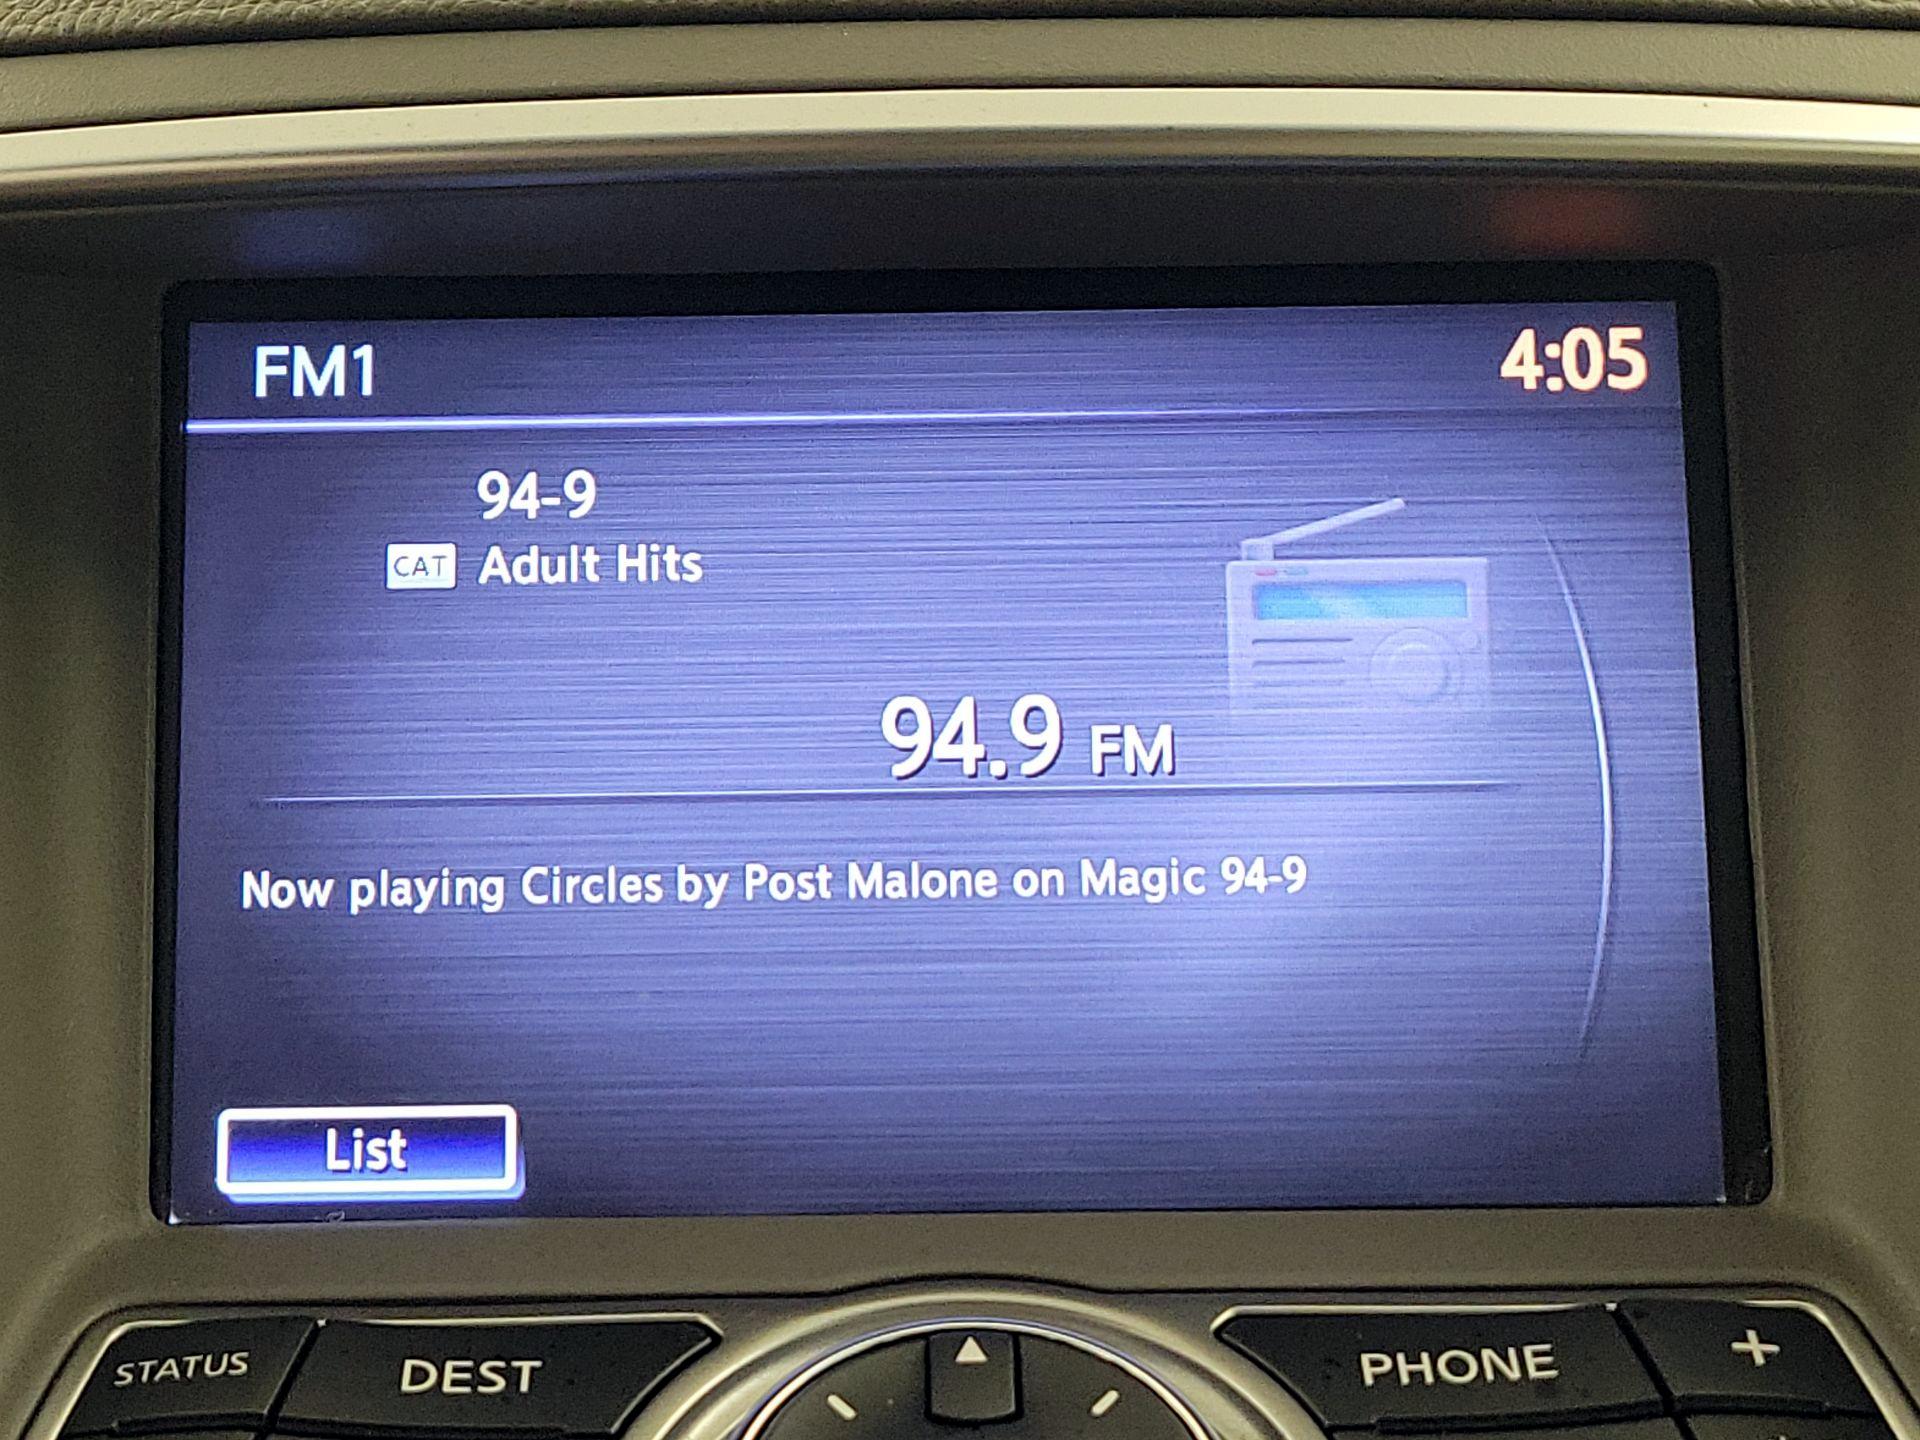 FM1
4:05
94-9
CAT Adult Hits
94.9 FM
Now playing Circles by Post Malone on Magic 94-9
List
STATUS
DEST
PHONE
+